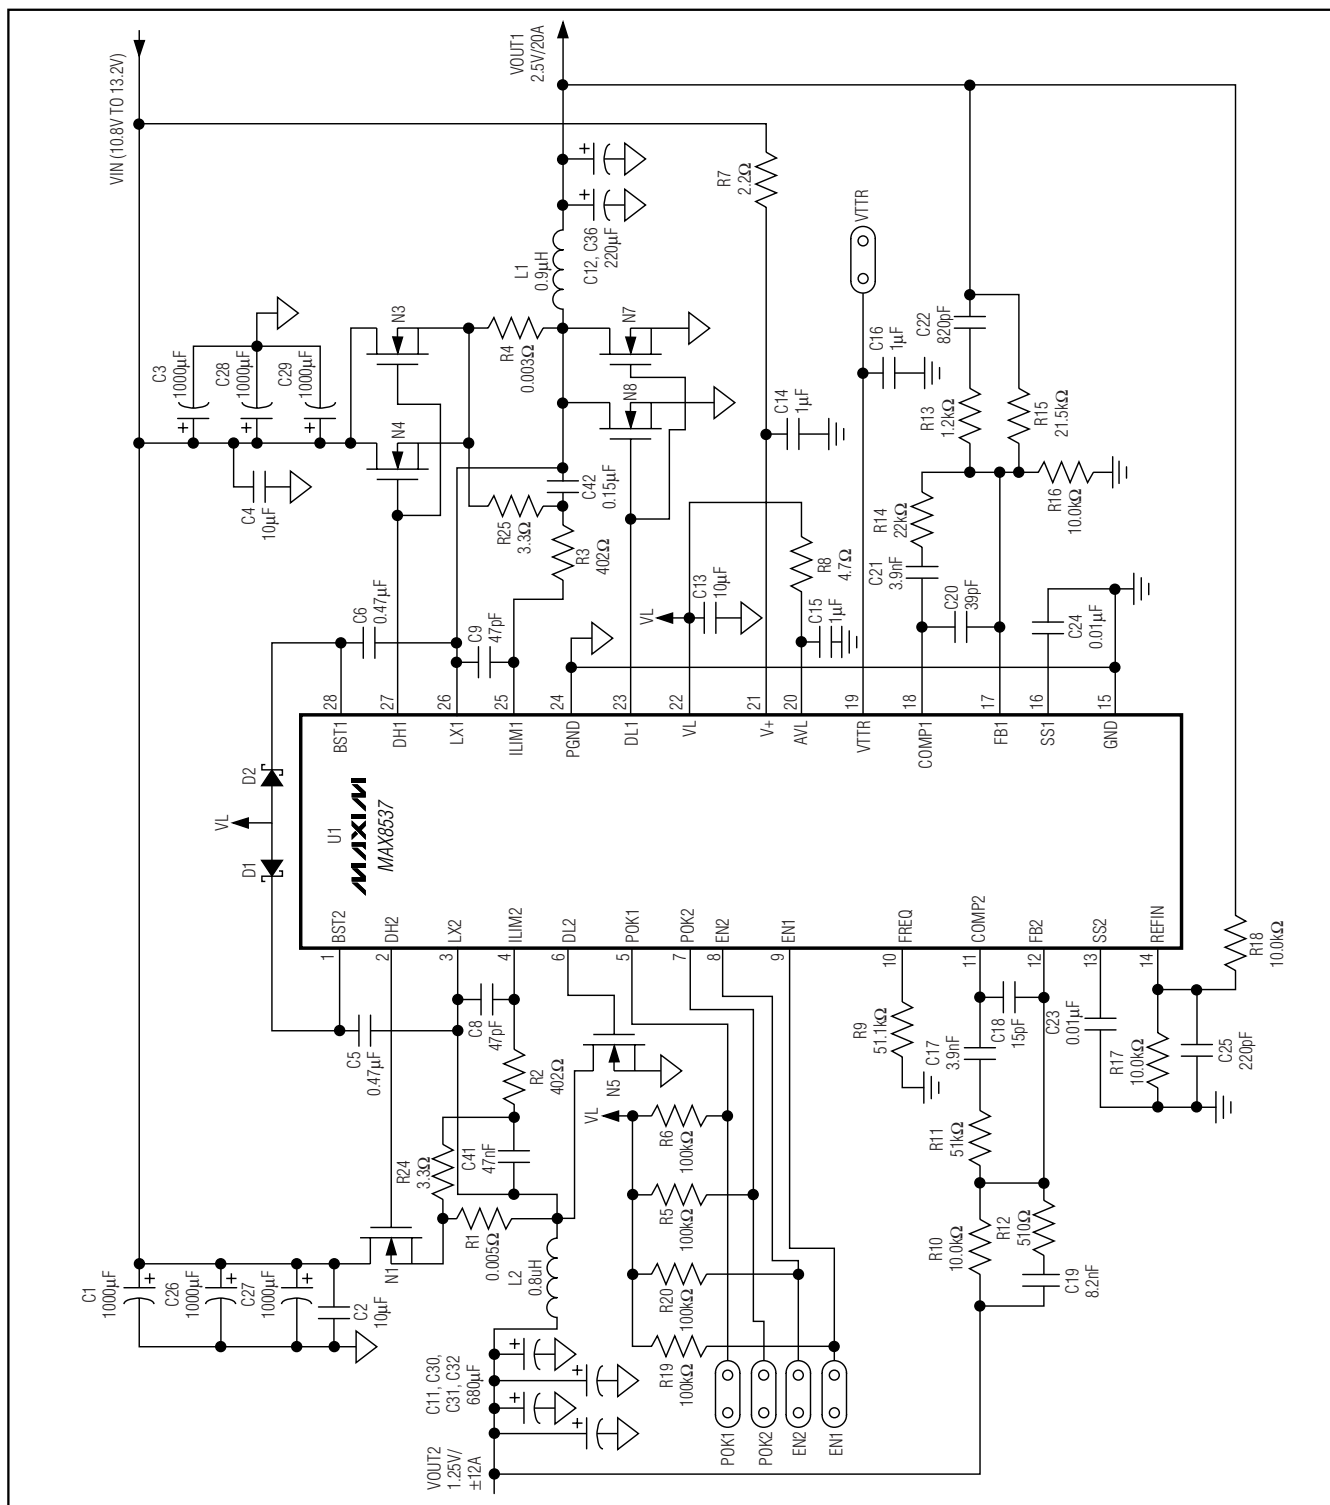 VIN (10.8V TO 13.2V)
VOUT1
2.5V/20A
C3
1000µF
C28
1000µF
C29
1000µF
C4
10µF
N3
N4
R4
0.003Ω
L1
0.9µH
C12, C36
220µF
N7
N8
R7
2.2Ω
VTTR
R25
3.3Ω
C42
0.15µF
R3
402Ω
C6
0.47µF
C9
47pF
VL
C13
10µF
C14
1µF
R8
4.7Ω
C15
1µF
C16
1µF
C22
820pF
R13
1.2kΩ
R15
21.5kΩ
R14
22kΩ
C21
3.9nF
C20
39pF
R16
10.0kΩ
C24
0.01µF
28
27
26
25
24
23
22
21
20
19
18
17
16
15
BST1
DH1
LX1
ILIM1
PGND
DL1
VL
V+
AVL
VTTR
COMP1
FB1
SS1
GND
D2
VL
D1
U1
MAXIM
MAX8537
BST2
DH2
LX2
ILIM2
DL2
POK1
POK2
EN2
EN1
FREQ
COMP2
FB2
SS2
REFIN
1
2
3
4
6
5
7
8
9
10
11
12
13
14
R18
10.0kΩ
C5
0.47µF
C8
47pF
R2
402Ω
N5
R9
51.1kΩ
C17
3.9nF
C18
15pF
C23
0.01µF
R17
10.0kΩ
C25
220pF
R24
3.3Ω
C41
47nF
VL
R6
100kΩ
R5
100kΩ
R20
100kΩ
R19
100kΩ
R11
51kΩ
R10
10.0kΩ
R12
510Ω
C19
8.2nF
N1
R1
0.005Ω
L2
0.8uH
C1
1000µF
C26
1000µF
C27
1000µF
C2
10µF
C11, C30,
C31, C32
680µF
VOUT2
1.25V/
±12A
POK1
POK2
EN2
EN1